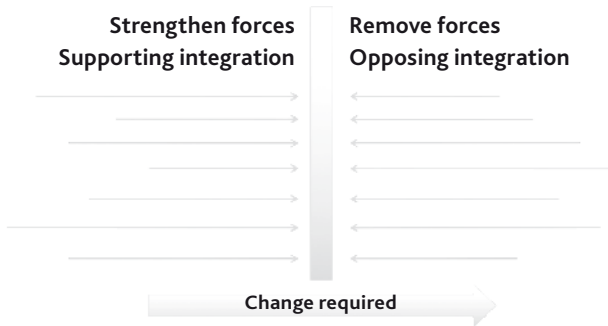 Strengthen forces
Supporting integration
Remove forces
Opposing integration
Change required